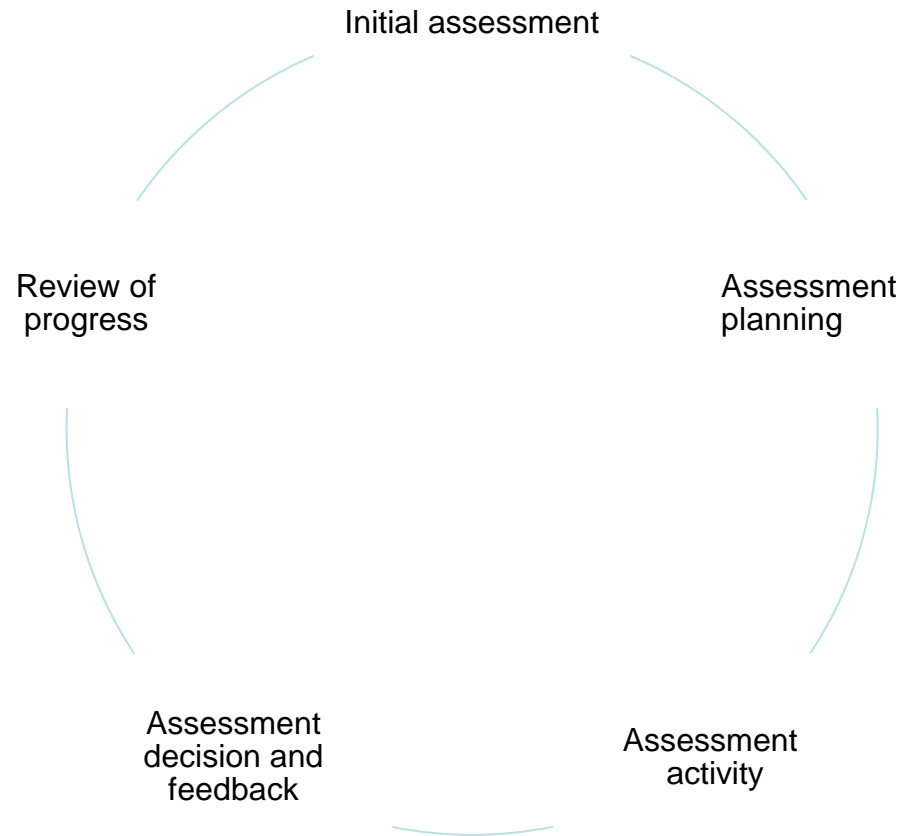 Initial assessment
Assessment
planning
Assessment
activity
Assessment
decision and
feedback
Review of
progress